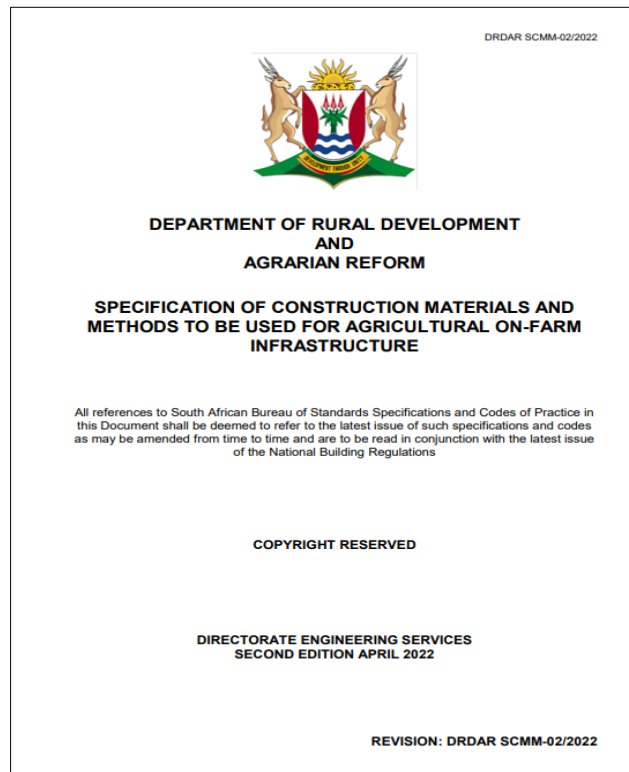 DRDAR SCMM-02/2022
DEVELOPMENT THROUGH UNITY
DEPARTMENT OF RURAL DEVELOPMENT
AND
AGRARIAN REFORM
SPECIFICATION OF CONSTRUCTION MATERIALS AND
METHODS TO BE USED FOR AGRICULTURAL ON-FARM
INFRASTRUCTURE
All references to South African Bureau of Standards Specifications and Codes of Practice in
this Document shall be deemed to refer to the latest issue of such specifications and codes
as may be amended from time to time and are to be read in conjunction with the latest issue
of the National Building Regulations
COPYRIGHT RESERVED
DIRECTORATE ENGINEERING SERVICES
SECOND EDITION APRIL 2022
REVISION: DRDAR SCMM-02/2022